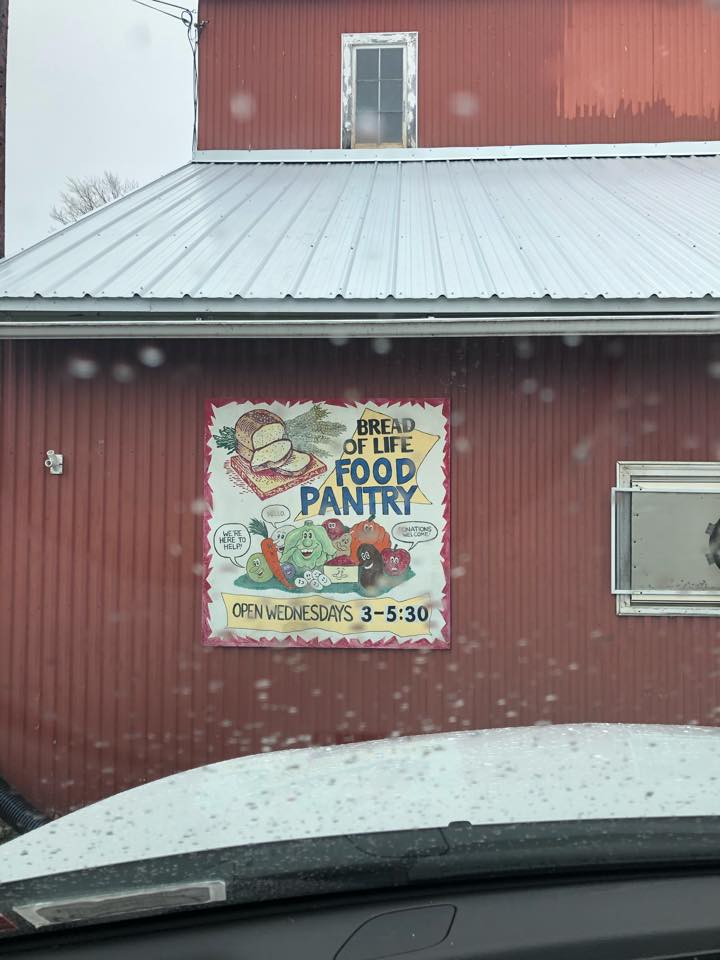 BREAD
OF LIFE
FOOD
PANTRY
HELLO.
WE'RE
HERE TO
HELP!
DONATIONS
WELCOME!
OPEN WEDNESDAYS 3-5:30